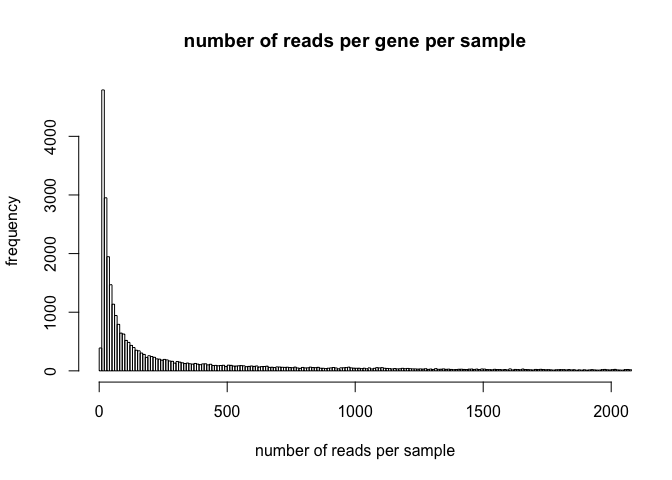 number of reads per gene per sample
frequency
4000
3000
2000
1000
0
0 500 1000 1500 2000
number of reads per sample